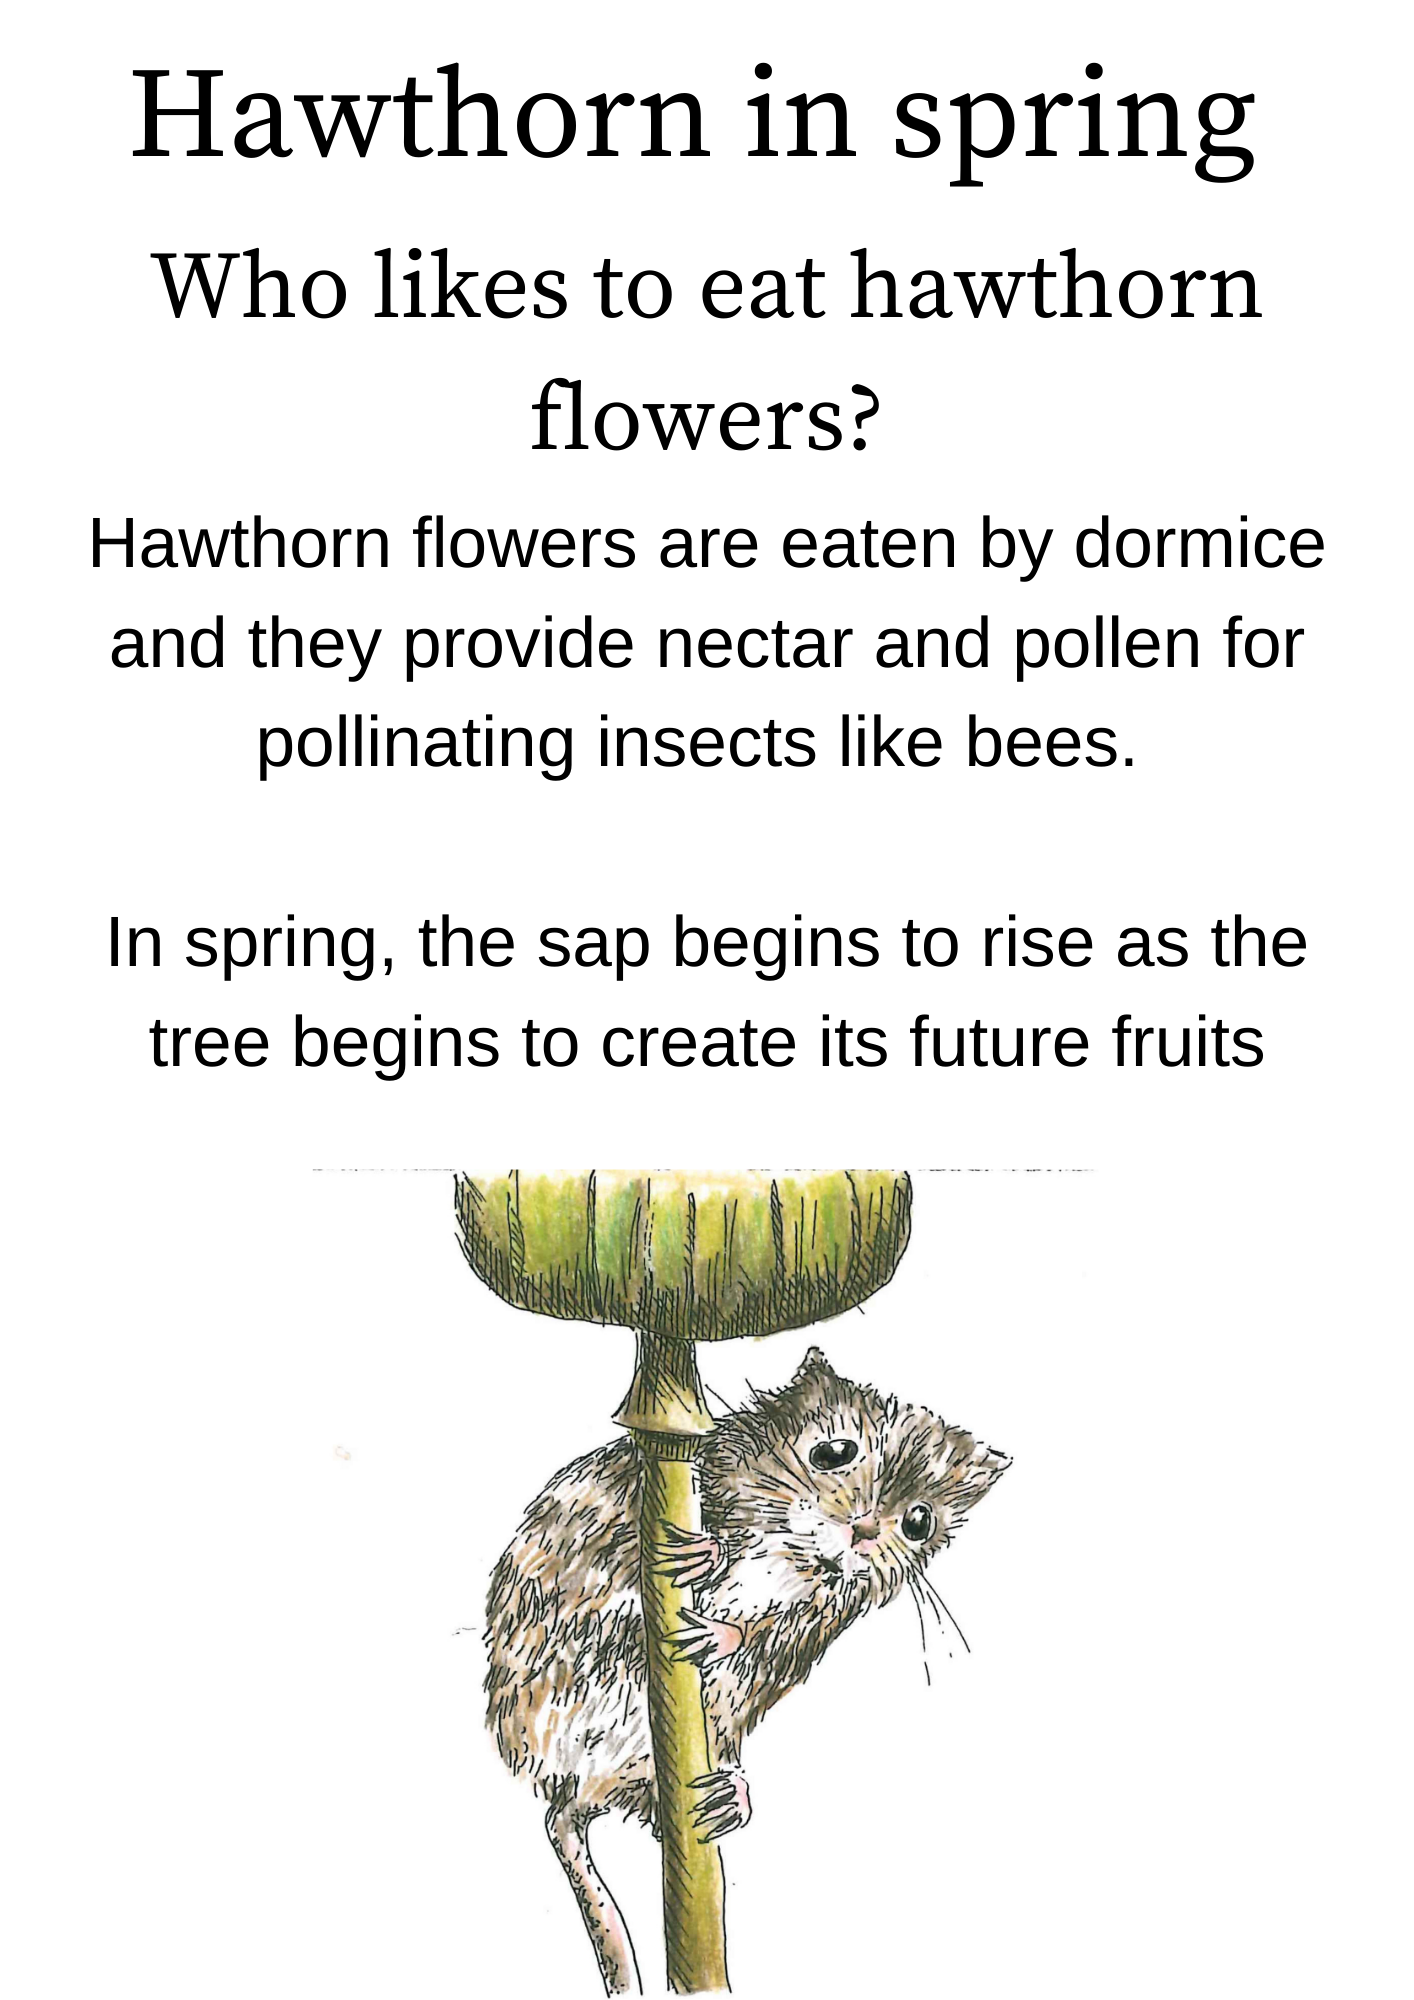 Hawthorn in spring
Who likes to eat hawthorn
flowers?
Hawthorn flowers are eaten by dormice
and they provide nectar and pollen for
pollinating insects like bees.
In spring, the sap begins to rise as the
tree begins to create its future fruits